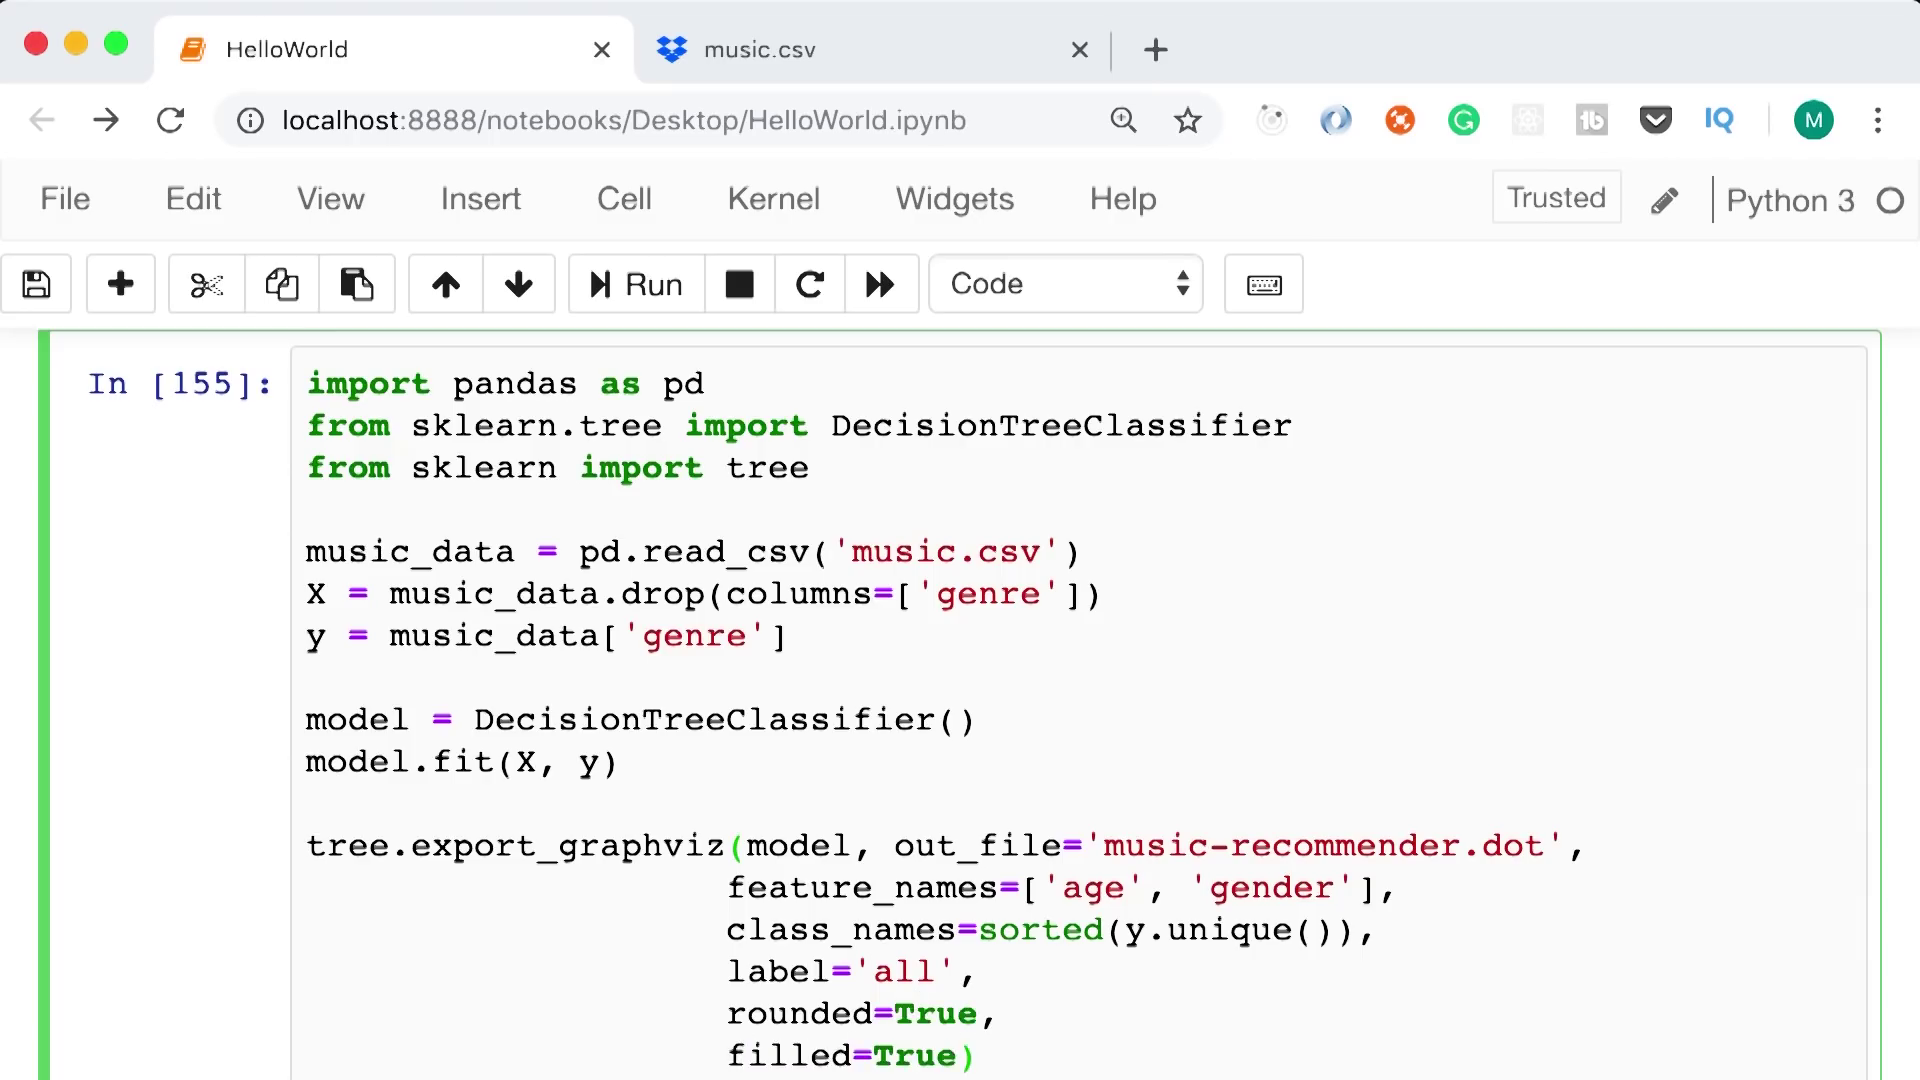 HelloWorld
music.csv
localhost:8888/notebooks/Desktop/HelloWorld.ipynb
IQ
M
File Edit View Insert Cell Kernel Widgets Help
Trusted
Python 3
Run
Code
In [155]:
import pandas as pd
from sklearn.tree import DecisionTreeClassifier
from sklearn import tree
music_data = pd.read_csv('music.csv')
X = music_data.drop(columns=['genre'])
y = music_data['genre']
model = DecisionTreeClassifier()
model.fit(X, y)
tree.export_graphviz(model, out_file='music-recommender.dot',
feature_names=['age', 'gender'],
class_names=sorted(y.unique()),
label='all',
rounded=True,
filled=True)